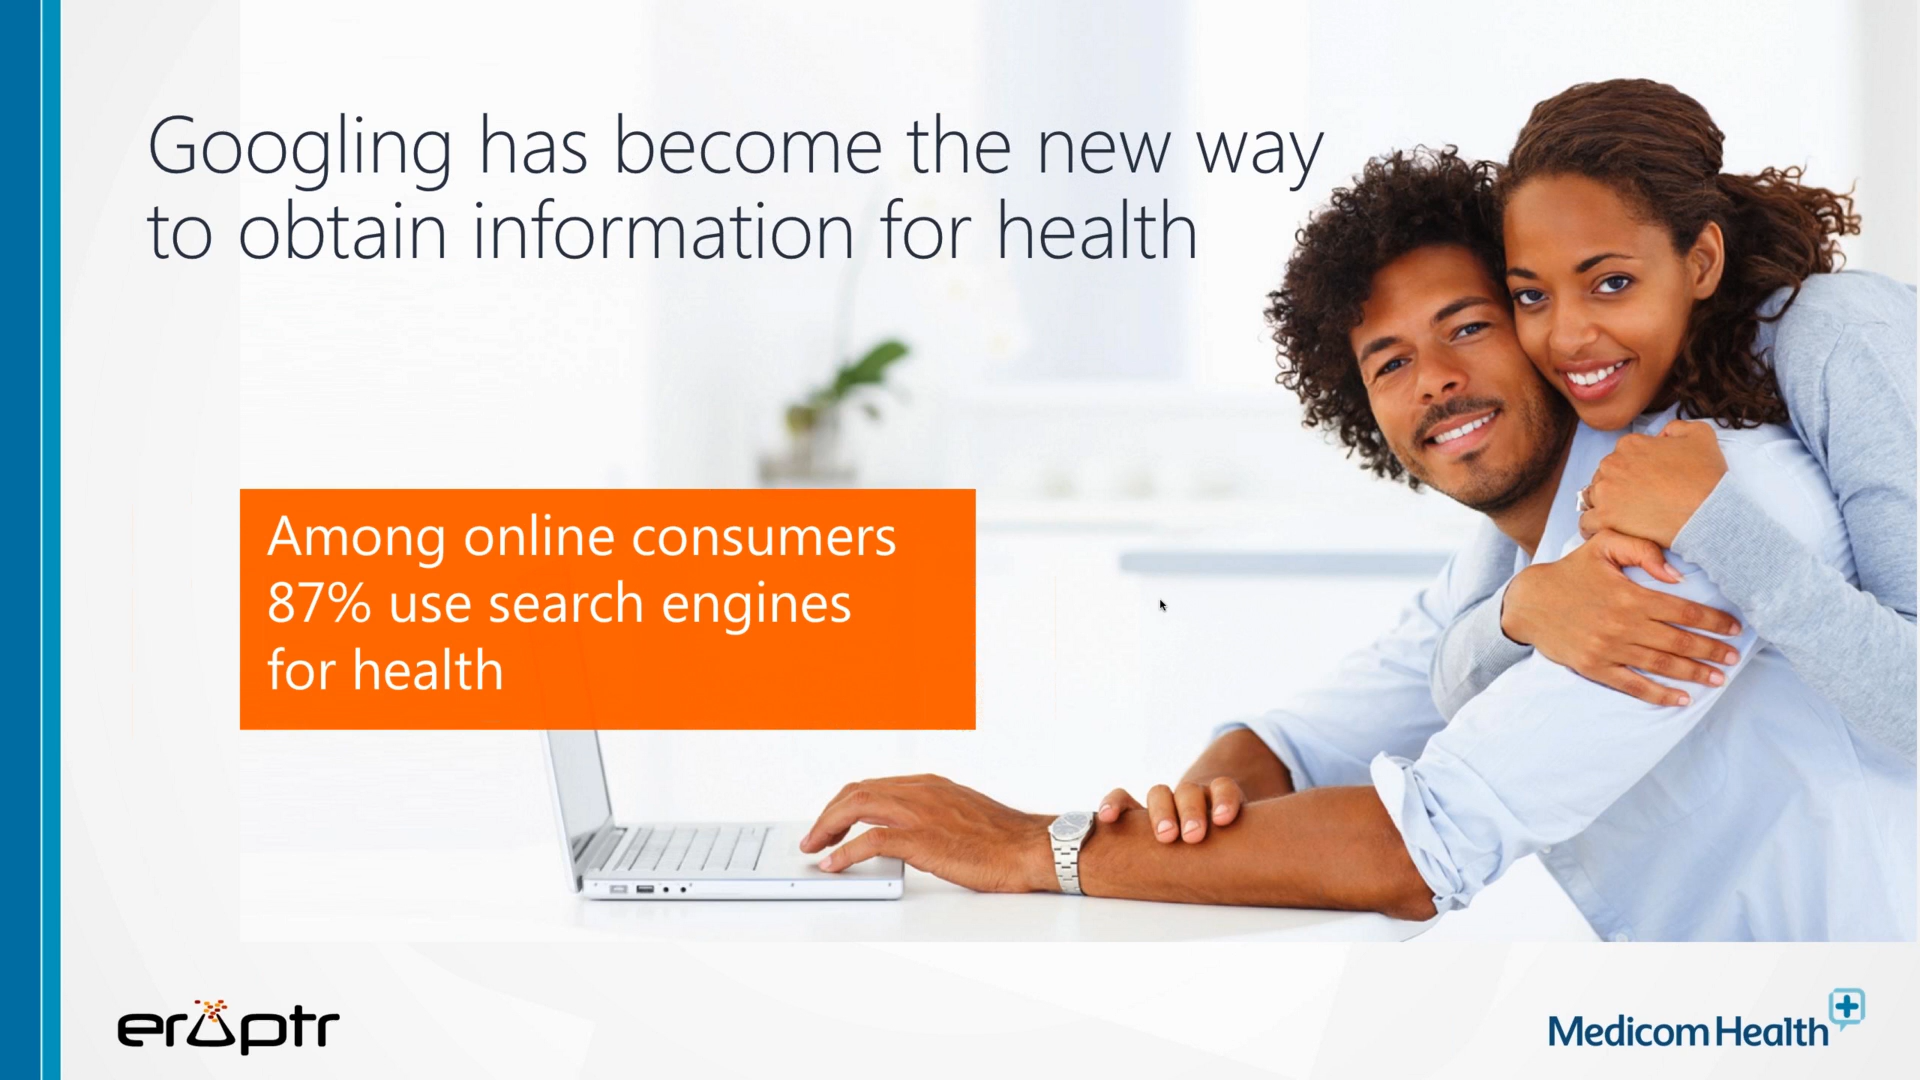 Googling has become the new way
to obtain information for health
Among online consumers
87% use search engines
for health
eruptr
Medicom Health